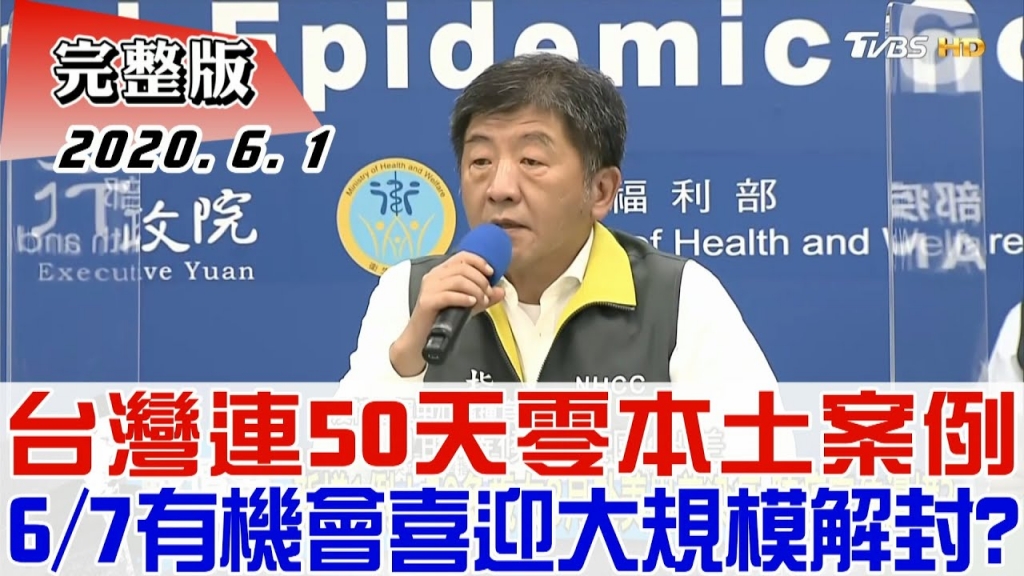 Epidemic
TVBS HD
完整版
2020.6.1
Ministry of Health and Welfare
政院
福利部
of Health and Welfare
Executive Yuan
NHCC
台灣連50天零本土案例
6/7有機會喜迎大規模解封?